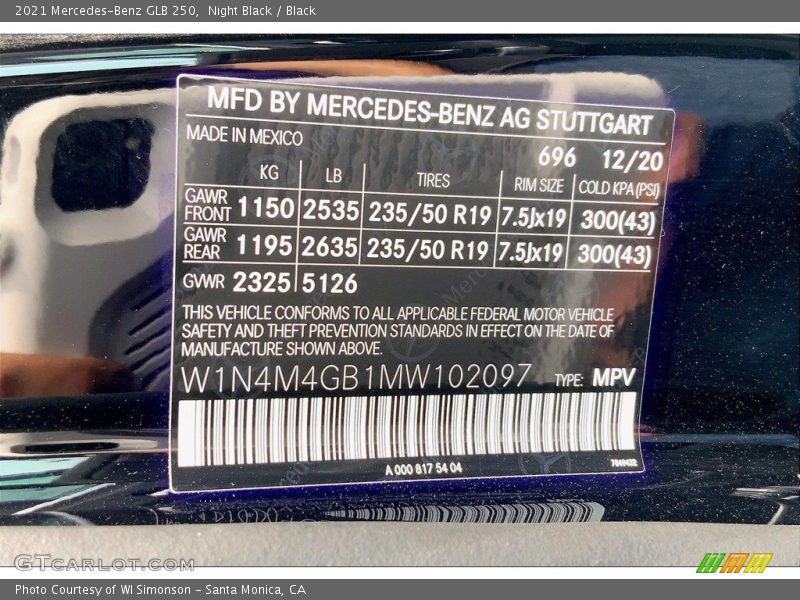 2021 Mercedes-Benz GLB 250, Night Black / Black
MFD BY MERCEDES-BENZ AG STUTTGART
MADE IN MEXICO
696 12/20
KG LB TIRES RIM SIZE COLD KPA (PSI)
GAWR FRONT 1150 2535 235/50 R19 7.5Jx19 300(43)
GAWR REAR 1195 2635 235/50 R19 7.5Jx19 300(43)
GWR 2325 5126
THIS VEHICLE CONFORMS TO ALL APPLICABLE FEDERAL MOTOR VEHICLE
SAFETY AND THEFT PREVENTION STANDARDS IN EFFECT ON THE DATE OF
MANUFACTURE SHOWN ABOVE.
W1N4M4GB1MW102097 TYPE: MPV
A 000 817 54 04
GTCARLOT.COM
Photo Courtesy of WI Simonson - Santa Monica, CA